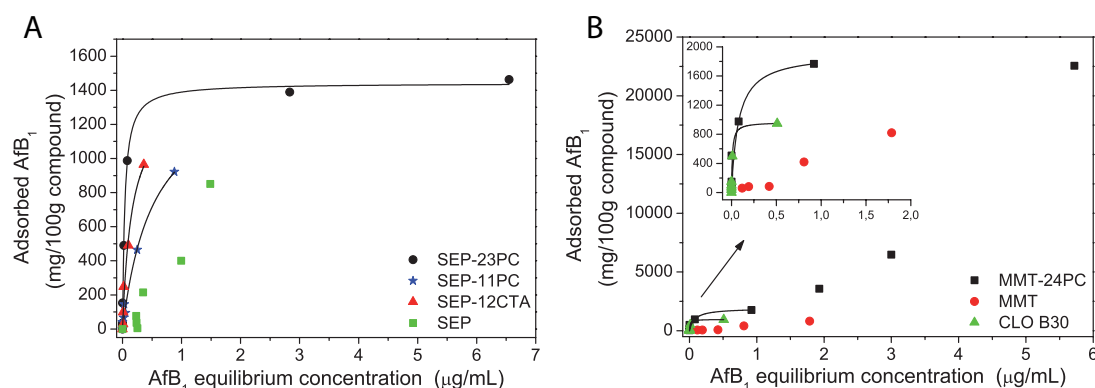 A
1600
1400
1200
1000
800
600
400
200
0
0 1 2 3 4 5 6 7
Adsorbed AfB₁
(mg/100g compound)
AfB₁ equilibrium concentration (μg/mL)
SEP-23PC
SEP-11PC
SEP-12CTA
SEP
B
25000
20000
15000
10000
5000
0
0 1 2 3 4 5 6
Adsorbed AfB₁
(mg/100g compound)
AfB₁ equilibrium concentration (μg/mL)
2000
1600
1200
800
400
0
0,0 0,5 1,0 1,5 2,0
MMT-24PC
MMT
CLO B30